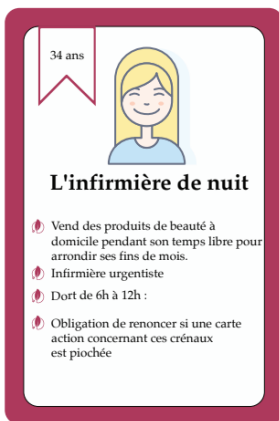 34 ans
L'infirmière de nuit
Vend des produits de beauté à
domicile pendant son temps libre pour
arrondir ses fins de mois.
Infirmière urgentiste
Dort de 6h à 12h :
Obligation de renoncer si une carte
action concernant ces crénaux
est piochée